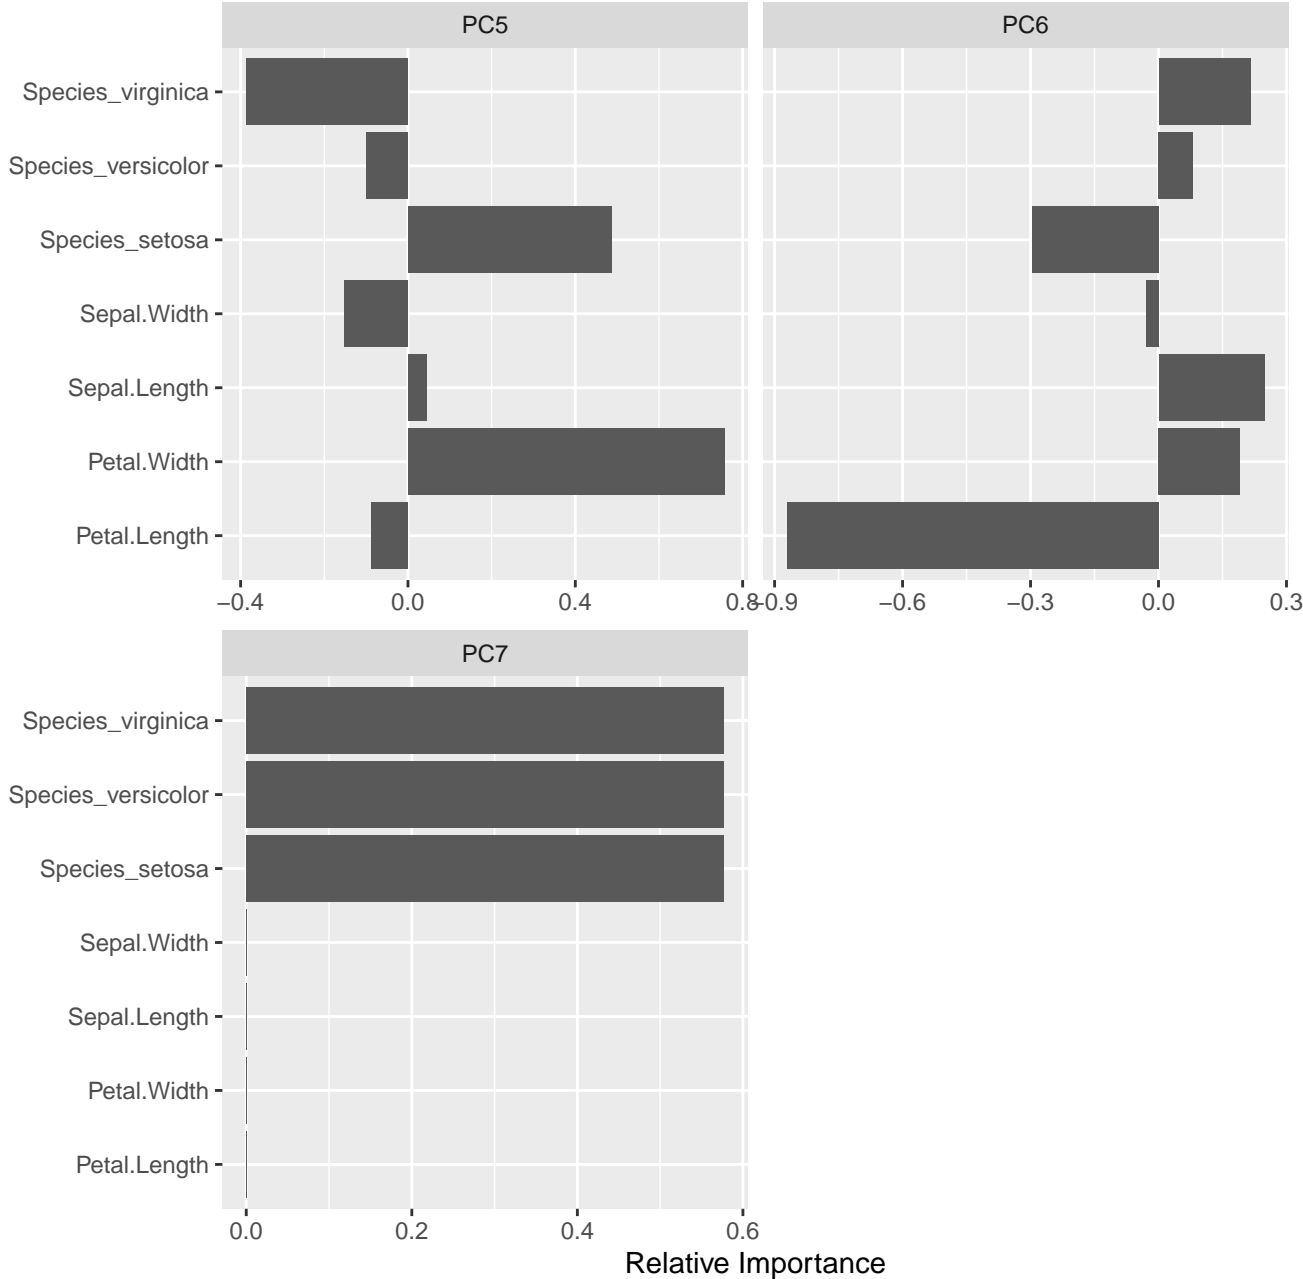 PC5
PC6
Species_virginica
Species_versicolor
Species_setosa
Sepal.Width
Sepal.Length
Petal.Width
Petal.Length
−0.4 0.0 0.4 0.8
−0.9 −0.6 −0.3 0.0 0.3
PC7
Species_virginica
Species_versicolor
Species_setosa
Sepal.Width
Sepal.Length
Petal.Width
Petal.Length
0.0 0.2 0.4 0.6
Relative Importance